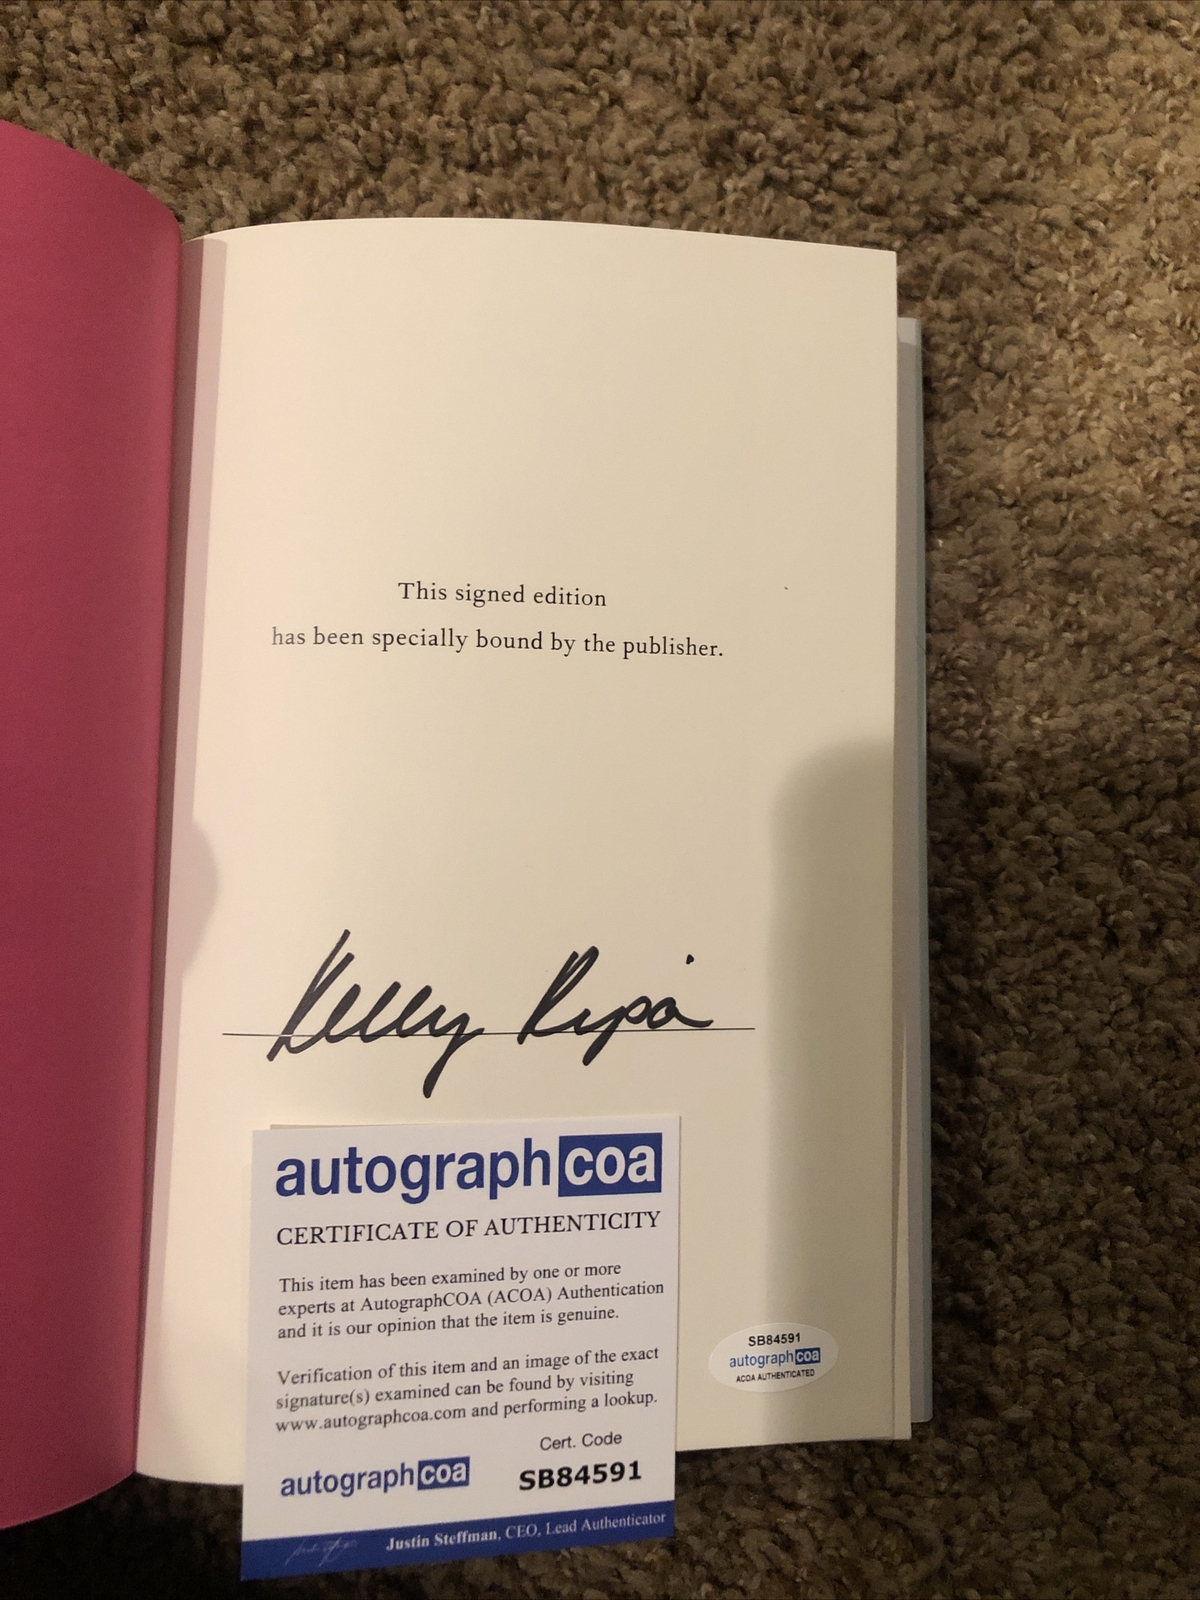 This signed edition
has been specially bound by the publisher.
Kelly Ripa
autographcoa
CERTIFICATE OF AUTHENTICITY
This item has been examined by one or more
experts at AutographCOA (ACOA) Authentication
and it is our opinion that the item is genuine.
Verification of this item and an image of the exact
signature(s) examined can be found by visiting
www.autographcoa.com and performing a lookup.
Cert. Code
autographcoa SB84591
Justin Steffman, CEO, Lead Authenticator
SB84591
autographcoa
ACOA AUTHENTICATED